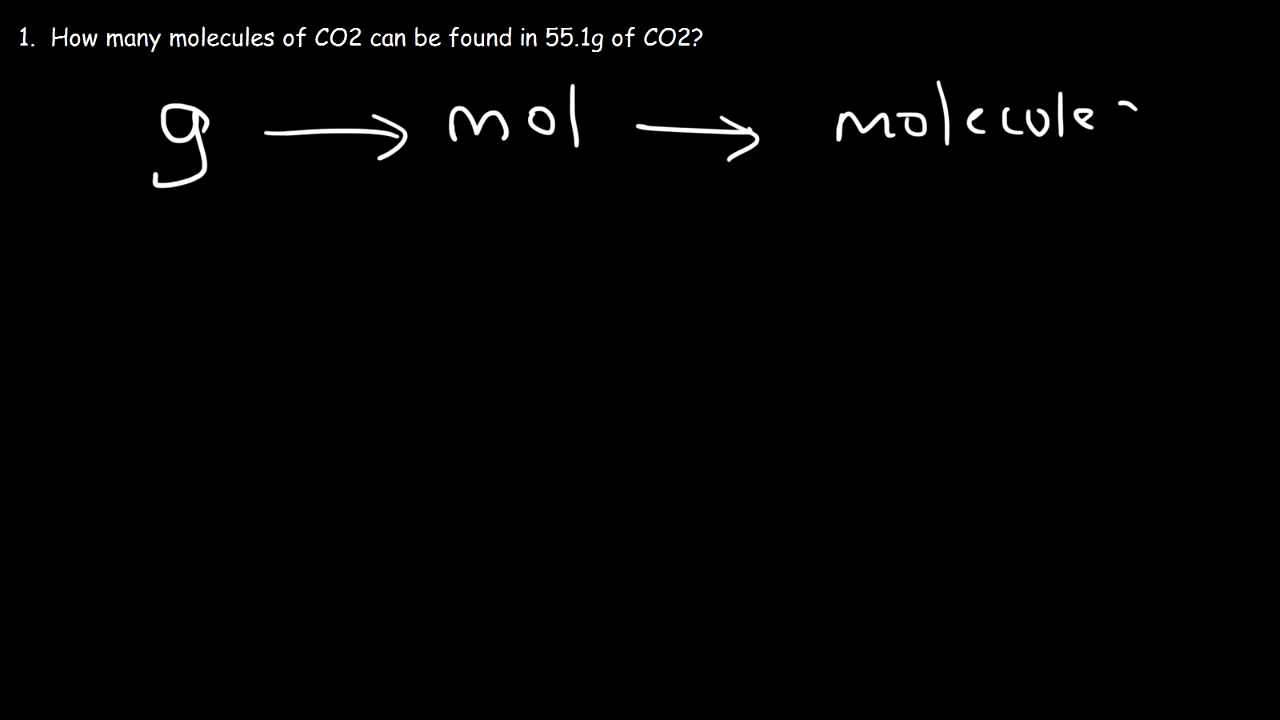 1. How many molecules of CO2 can be found in 55.1g of CO2?
g → mol → molecule